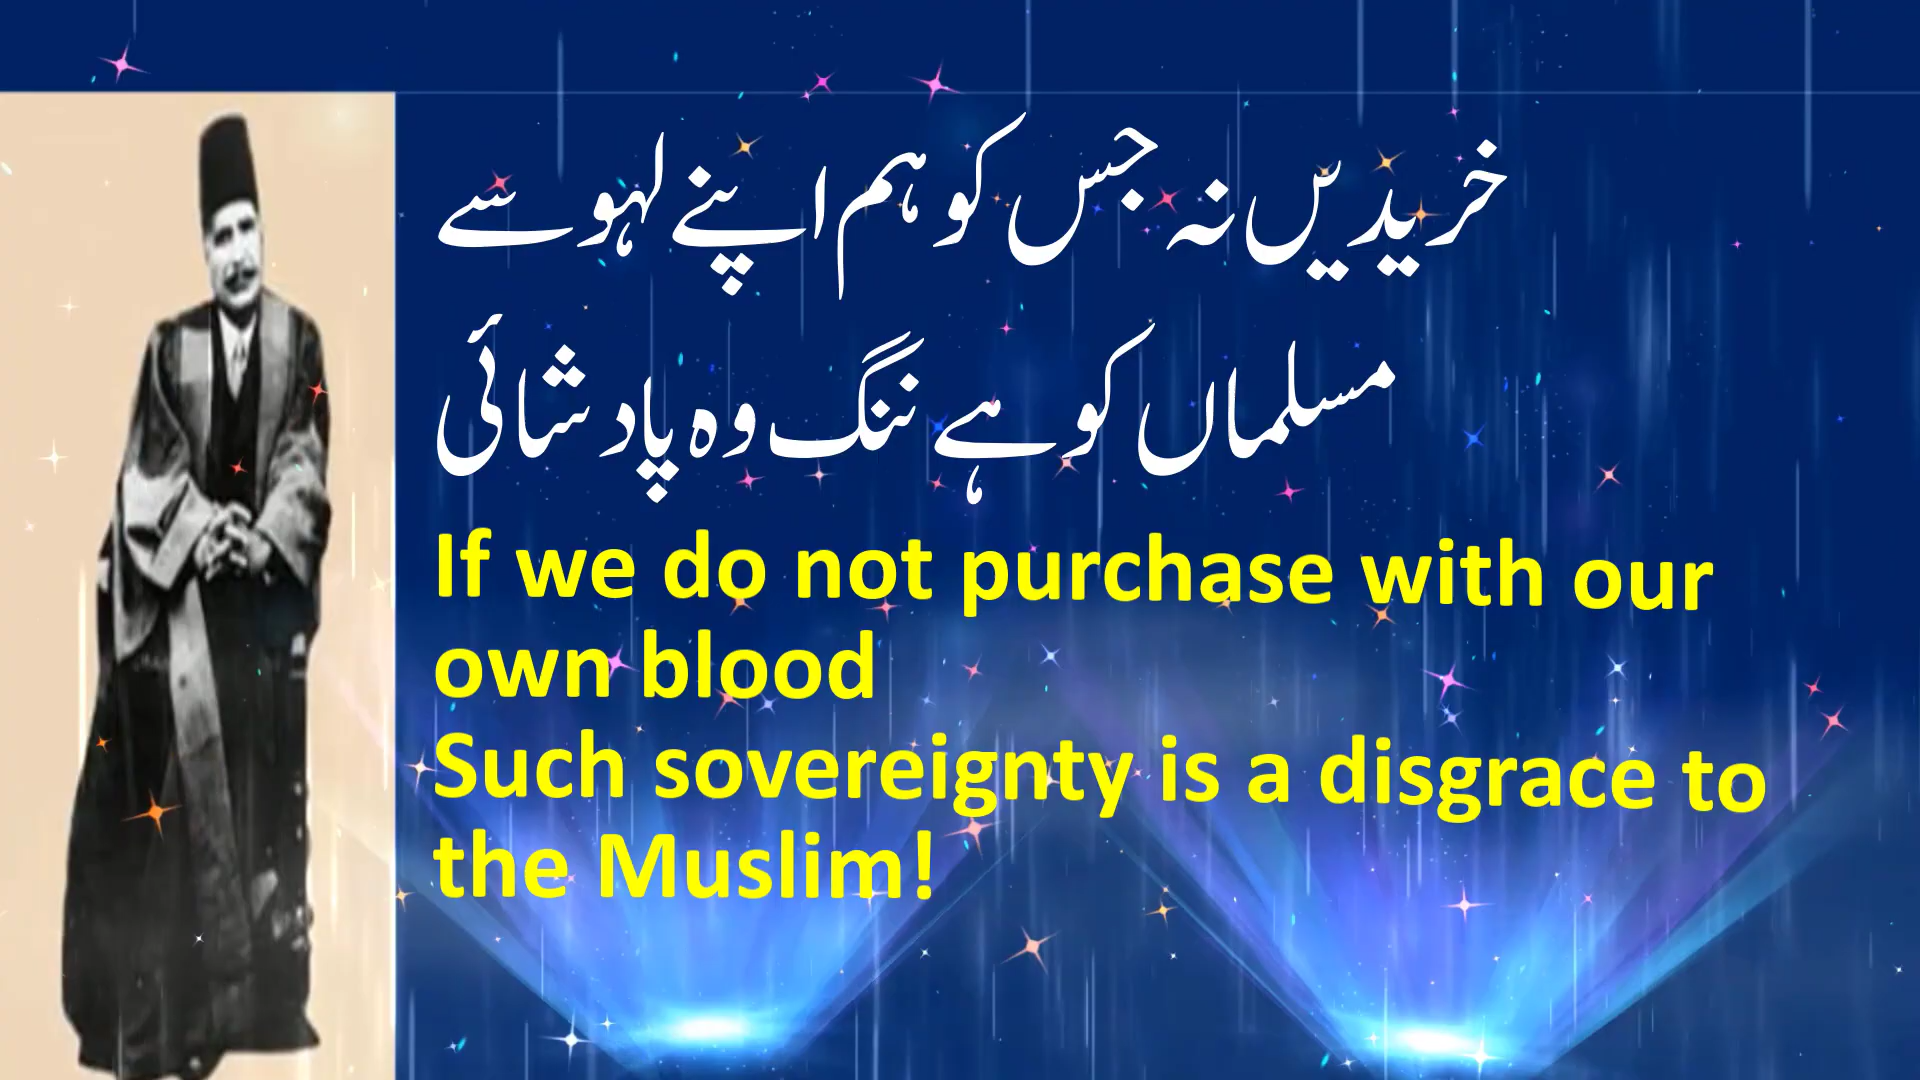 خریدیں نہ جس کو ہم اپنے لہو سے
مسلماں کو ہے ننگ وہ پادشائی
If we do not purchase with our
own blood
Such sovereignty is a disgrace to
the Muslim!